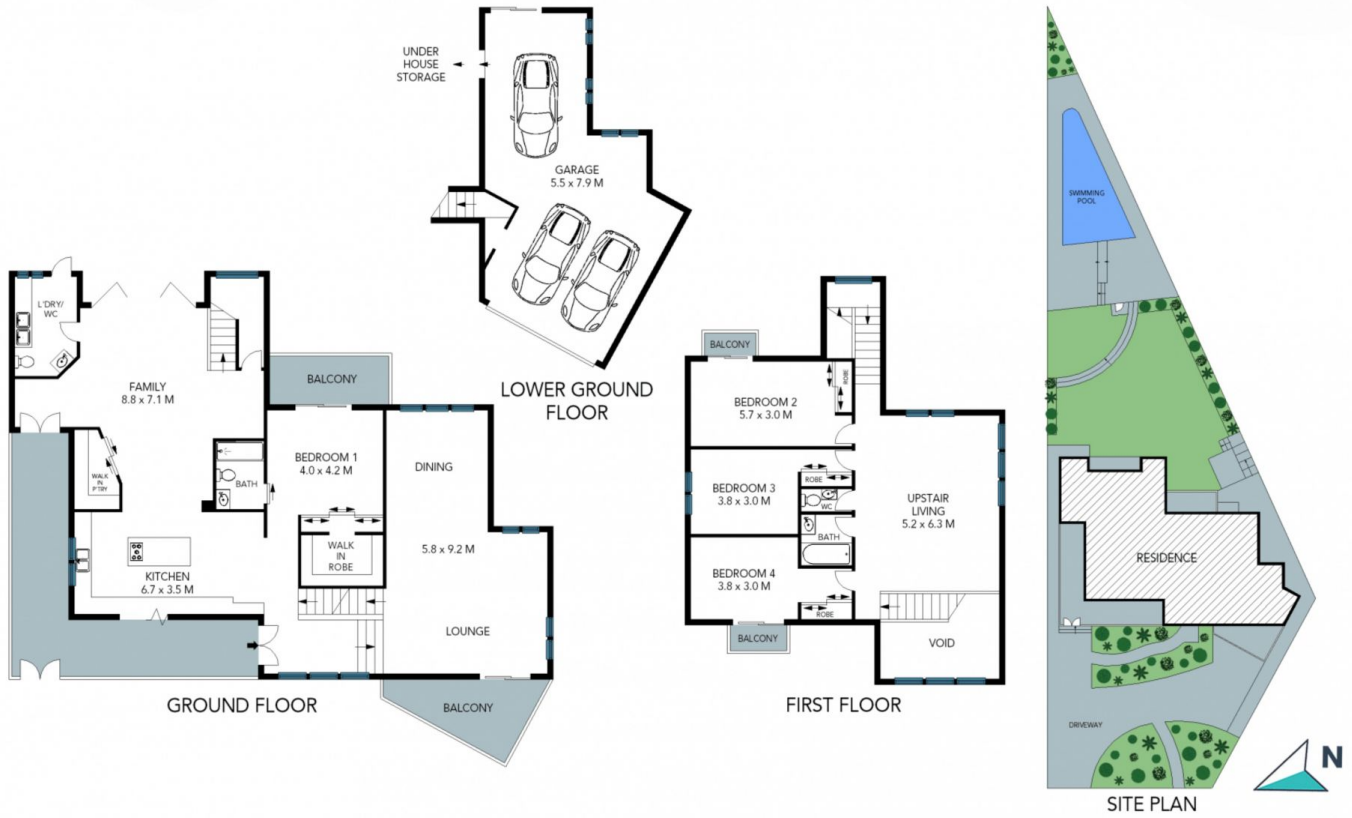 UNDER
HOUSE
STORAGE
GARAGE
5.5 x 7.9 M
LOWER GROUND
FLOOR
L'DRY/
WC
FAMILY
8.8 x 7.1 M
BALCONY
WALK
IN
P'TRY
BATH
BEDROOM 1
4.0 x 4.2 M
DINING
5.8 x 9.2 M
WALK
IN
ROBE
KITCHEN
6.7 x 3.5 M
LOUNGE
BALCONY
GROUND FLOOR
BALCONY
BEDROOM 2
5.7 x 3.0 M
ROBE
BEDROOM 3
3.8 x 3.0 M
ROBE
WC
BATH
UPSTAIR
LIVING
5.2 x 6.3 M
BEDROOM 4
3.8 x 3.0 M
ROBE
BALCONY
VOID
FIRST FLOOR
SWIMMING
POOL
RESIDENCE
DRIVEWAY
N
SITE PLAN